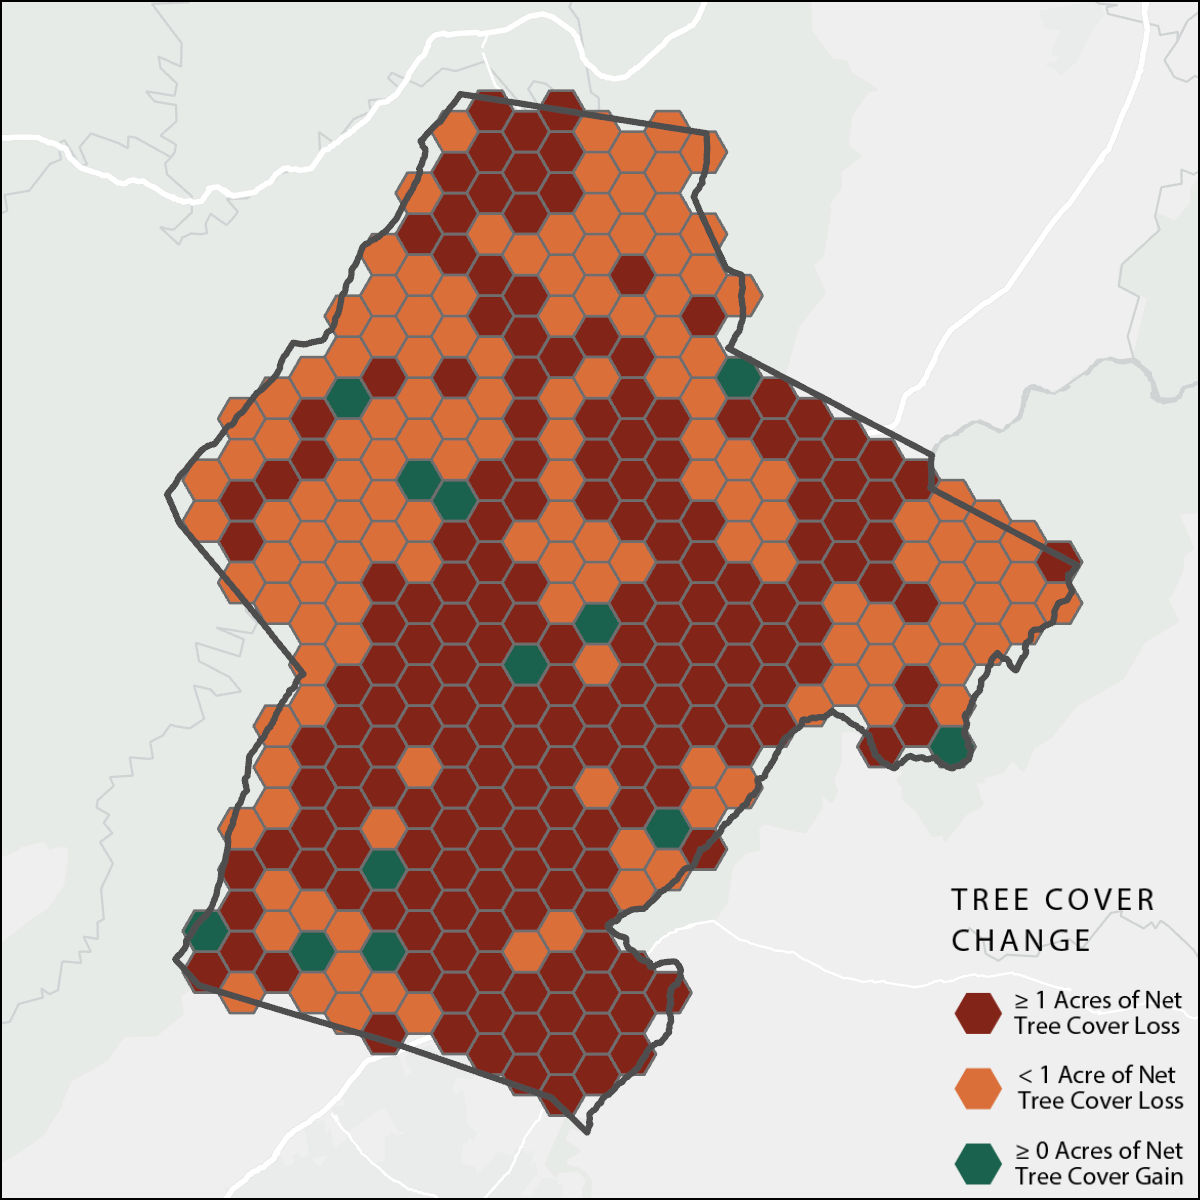 TREE COVER
CHANGE
≥ 1 Acres of Net
Tree Cover Loss
< 1 Acre of Net
Tree Cover Loss
≥ 0 Acres of Net
Tree Cover Gain